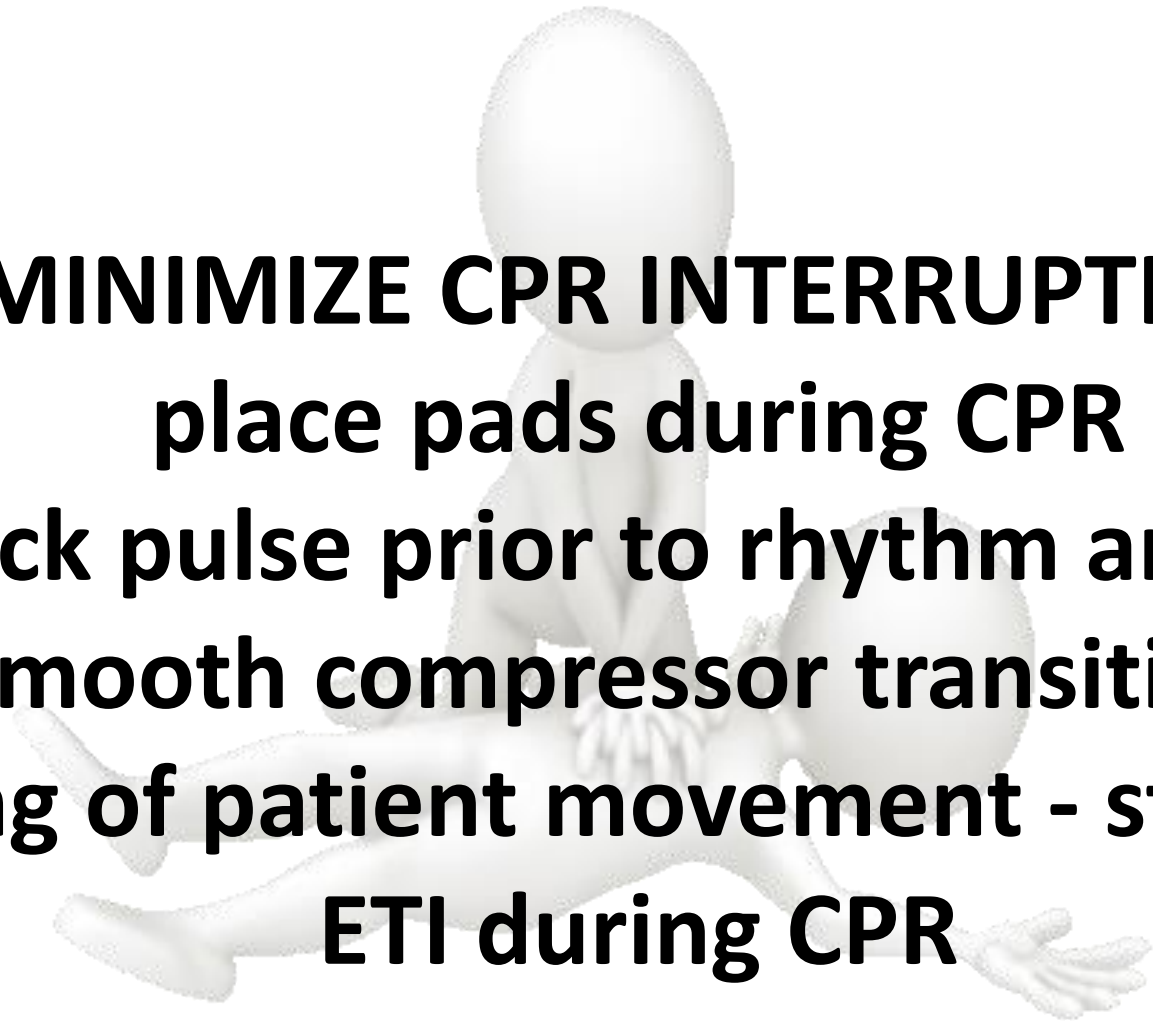 MINIMIZE CPR INTERRUPTI
place pads during CPR
ck pulse prior to rhythm a
mooth compressor transiti
g of patient movement - st
ETI during CPR